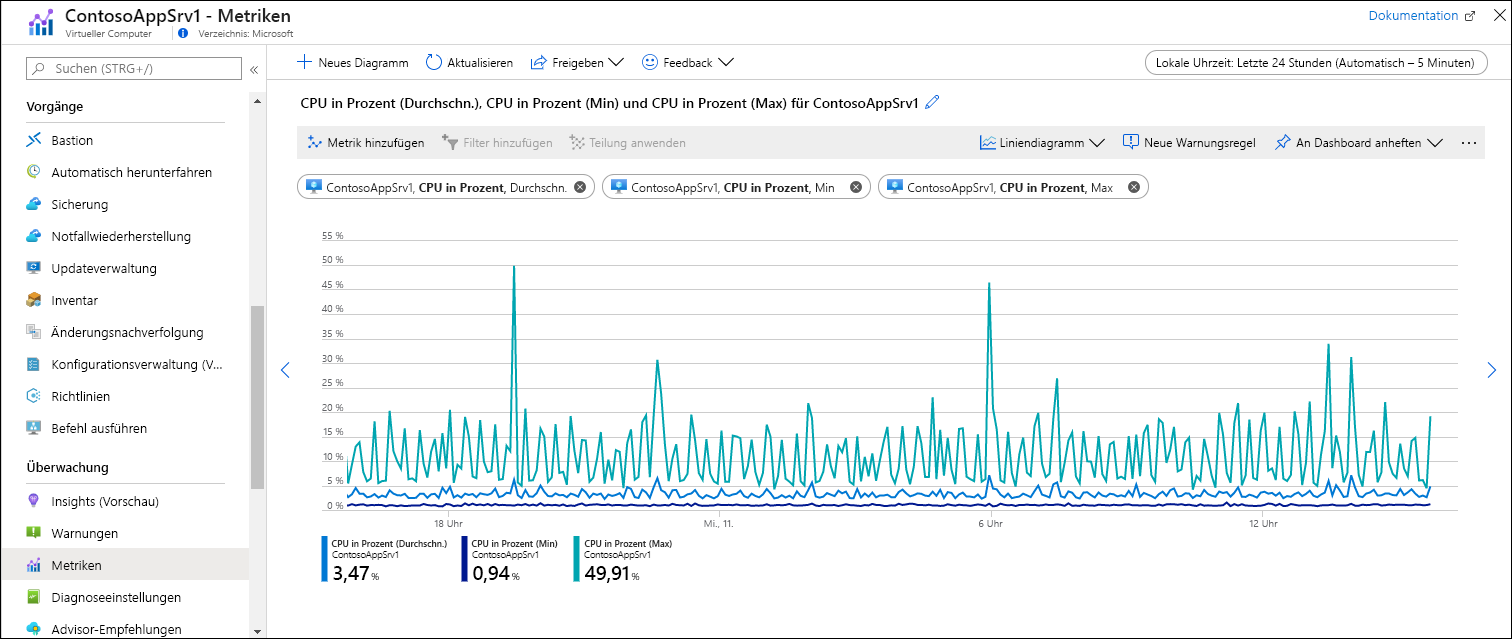 ContosoAppSrv1 - Metriken
Virtueller Computer
Verzeichnis: Microsoft
Dokumentation
Suchen (STRG+/)
«
Vorgänge
Bastion
Automatisch herunterfahren
Sicherung
Notfallwiederherstellung
Updateverwaltung
Inventar
Änderungsnachverfolgung
Konfigurationsverwaltung (V...
Richtlinien
Befehl ausführen
Überwachung
Insights (Vorschau)
Warnungen
Metriken
Diagnoseeinstellungen
Advisor-Empfehlungen
Neues Diagramm
Aktualisieren
Freigeben
Feedback
Lokale Uhrzeit: Letzte 24 Stunden (Automatisch – 5 Minuten)
CPU in Prozent (Durchschn.), CPU in Prozent (Min) und CPU in Prozent (Max) für ContosoAppSrv1
Metrik hinzufügen
Filter hinzufügen
Teilung anwenden
Liniendiagramm
Neue Warnungsregel
An Dashboard anheften
...
ContosoAppSrv1, CPU in Prozent, Durchschn.
ContosoAppSrv1, CPU in Prozent, Min
ContosoAppSrv1, CPU in Prozent, Max
55 %
50 %
45 %
40 %
35 %
30 %
25 %
20 %
15 %
10 %
5 %
0 %
18 Uhr
Mi., 11.
6 Uhr
12 Uhr
CPU in Prozent (Durchschn.)
ContosoAppSrv1
3,47 %
CPU in Prozent (Min)
ContosoAppSrv1
0,94 %
CPU in Prozent (Max)
ContosoAppSrv1
49,91 %